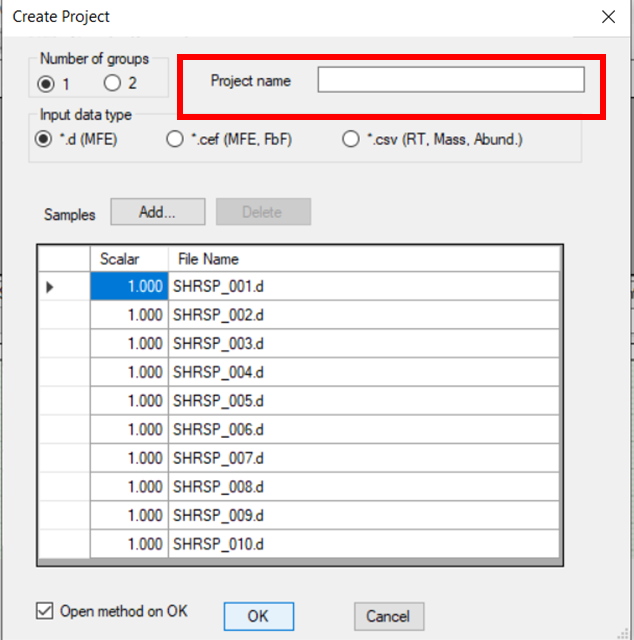 Create Project
Number of groups
1 2
Project name
Input data type
*.d (MFE) *.cef (MFE, FbF) *.csv (RT, Mass, Abund.)
Samples Add... Delete
Scalar File Name
1.000 SHRSP_001.d
1.000 SHRSP_002.d
1.000 SHRSP_003.d
1.000 SHRSP_004.d
1.000 SHRSP_005.d
1.000 SHRSP_006.d
1.000 SHRSP_007.d
1.000 SHRSP_008.d
1.000 SHRSP_009.d
1.000 SHRSP_010.d
Open method on OK OK Cancel